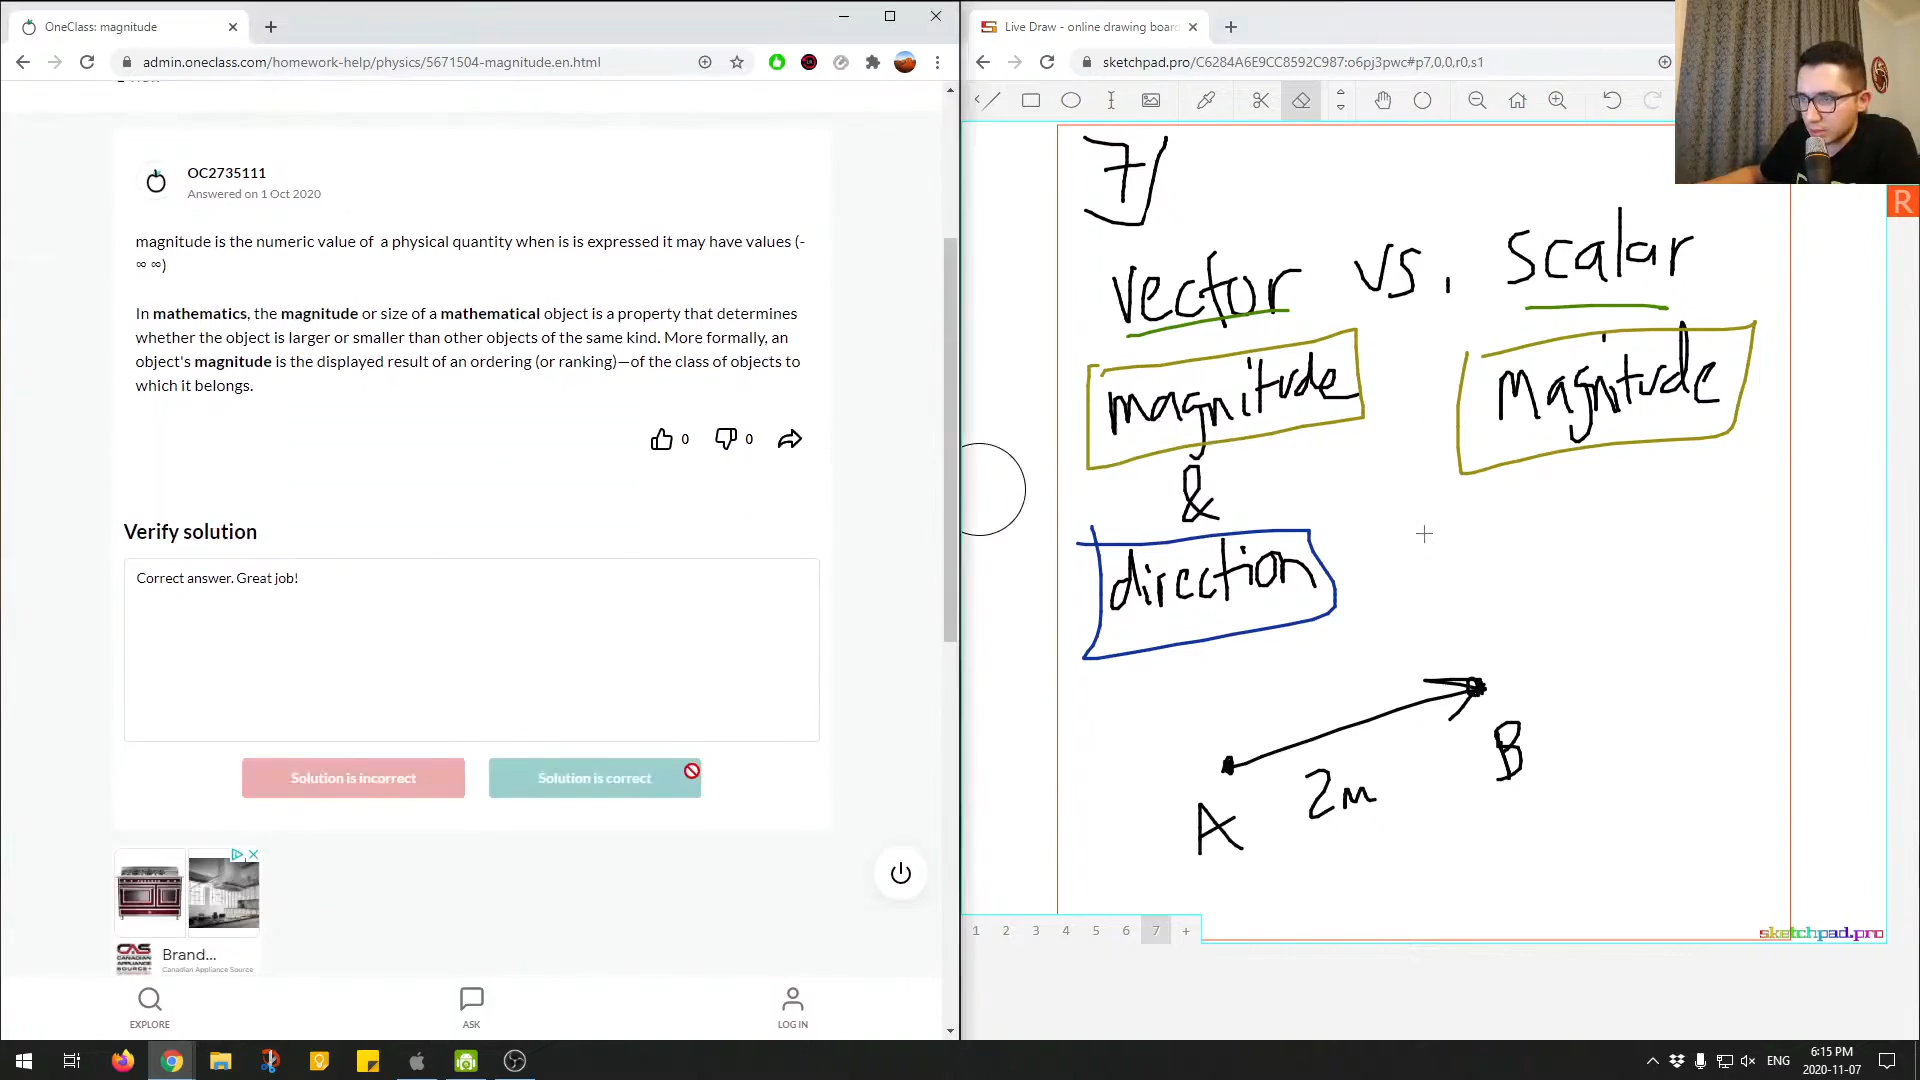 OneClass: magnitude
admin.oneclass.com/homework-help/physics/5671504-magnitude.en.html
OC2735111
Answered on 1 Oct 2020
magnitude is the numeric value of a physical quantity when is is expressed it may have values (-
∞ ∞)
In mathematics, the magnitude or size of a mathematical object is a property that determines
whether the object is larger or smaller than other objects of the same kind. More formally, an
object's magnitude is the displayed result of an ordering (or ranking)—of the class of objects to
which it belongs.
0
0
Verify solution
Correct answer. Great job!
Solution is incorrect
Solution is correct
Brand...
Canadian Appliance Source
CAS
CANADIAN
APPLIANCE
SOURCE
EXPLORE
ASK
LOG IN
Live Draw - online drawing board
sketchpad.pro/C6284A6E9CC8592C987:o6pj3pwc#p7,0,0,r0,s1
R
7
vector vs. scalar
magnitude
Magnitude
&
direction
A
2m
B
1 2 3 4 5 6 7 +
sketchpad.pro
ENG
6:15 PM
2020-11-07